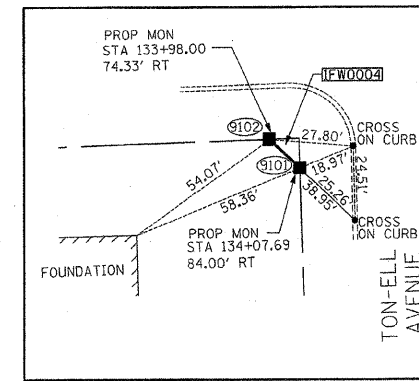 PROP MON
STA 133+98.00
74.33' RT
IFW0004
9102
27.80'
CROSS
ON CURB
54.07'
9101
18.97'
24.51'
58.36'
25.26'
38.95'
PROP MON
STA 134+07.69
84.00' RT
CROSS
ON CURB
FOUNDATION
TON-ELL
AVENUE